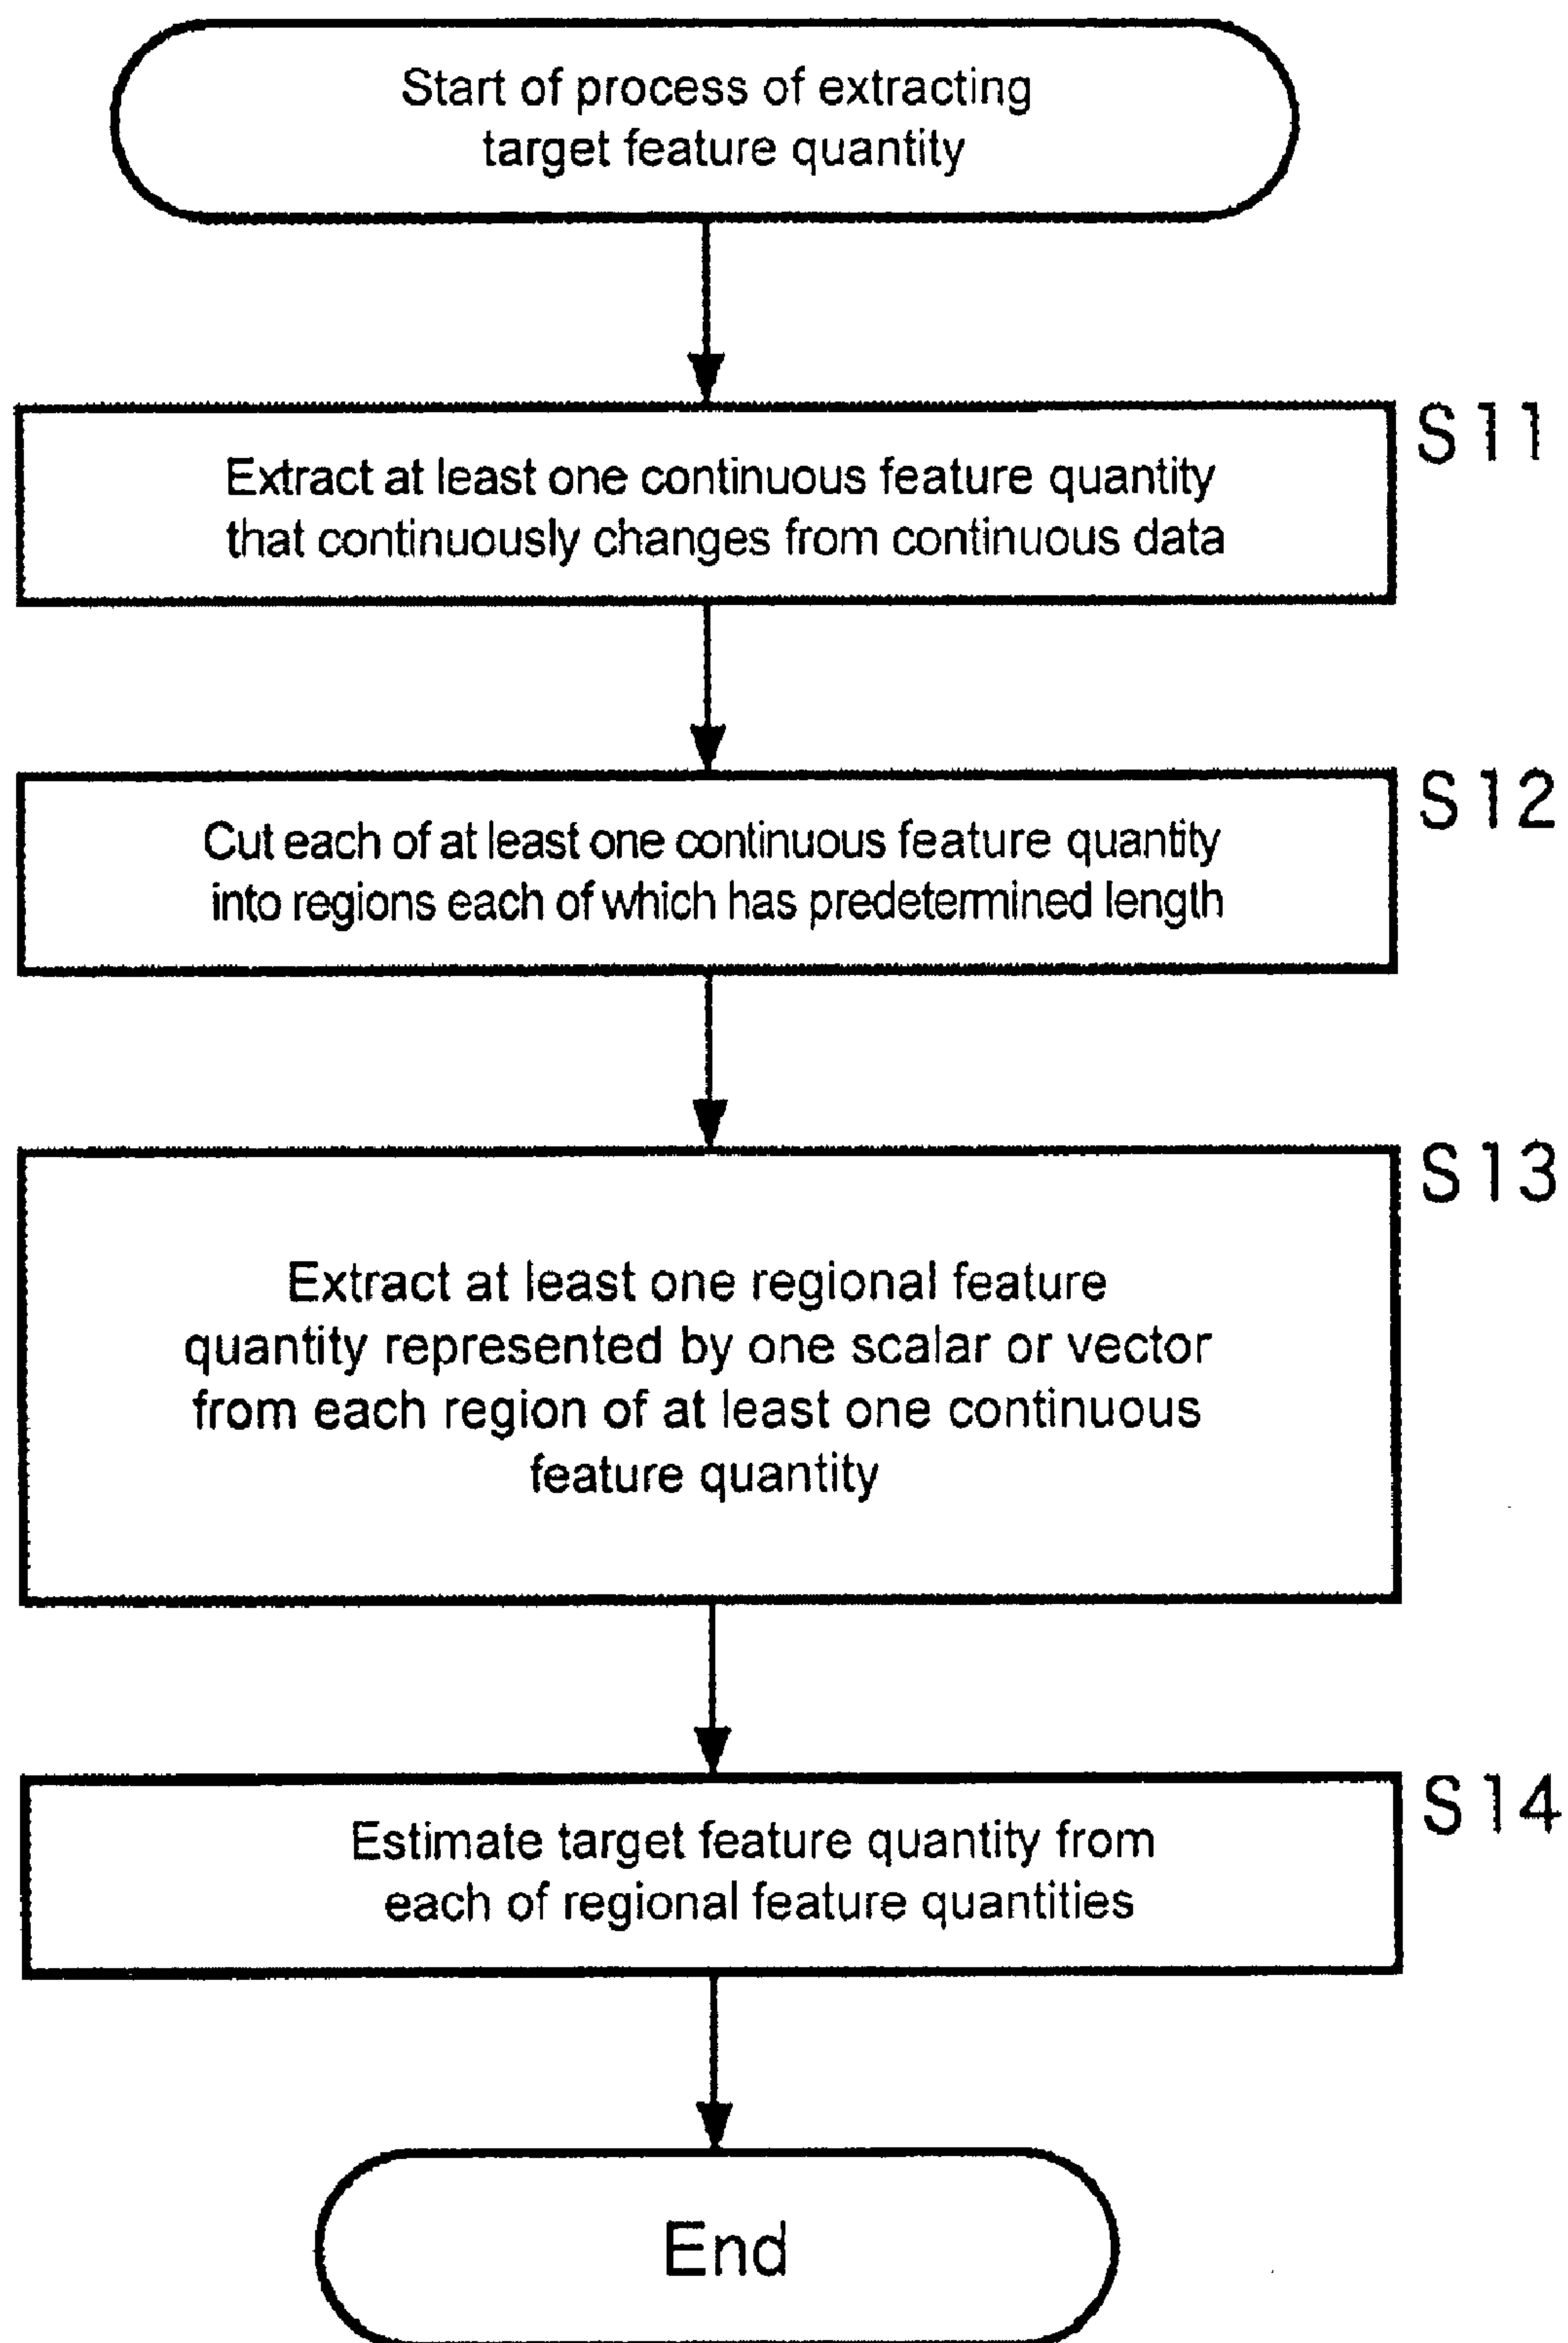 Start of process of extracting
target feature quantity
S11
Extract at least one continuous feature quantity
that continuously changes from continuous data
S12
Cut each of at least one continuous feature quantity
into regions each of which has predetermined length
S13
Extract at least one regional feature
quantity represented by one scalar or vector
from each region of at least one continuous
feature quantity
S14
Estimate target feature quantity from
each of regional feature quantities
End